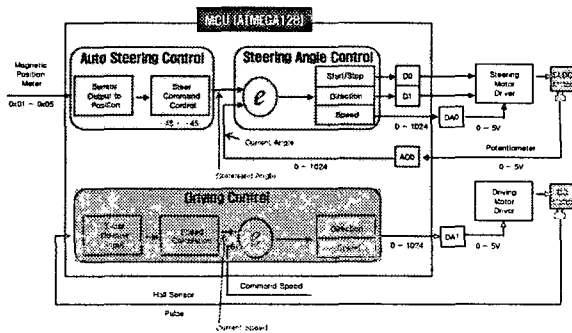 MCU (ATMEGA128)
Auto Steering Control
Steering Angle Control
Magnetic
Position
Meter
0x01 ~ 0x05
Sensor
Output to
Position
Steer
Command
Control
-45 ~ +45
e
Start/Stop
Direction
Speed
D0
D1
DA0
0 ~ 1024
0 ~ 5V
Steering
Motor
Driver
Current Angle
0 ~ 1024
AD0
Potentiometer
0 ~ 5V
Command Angle
Driving Control
Speed
e
Direction
Speed
0 ~ 1024
DA1
0 ~ 5V
Driving
Motor
Driver
Hall Sensor
Pulse
Command Speed
Current Speed